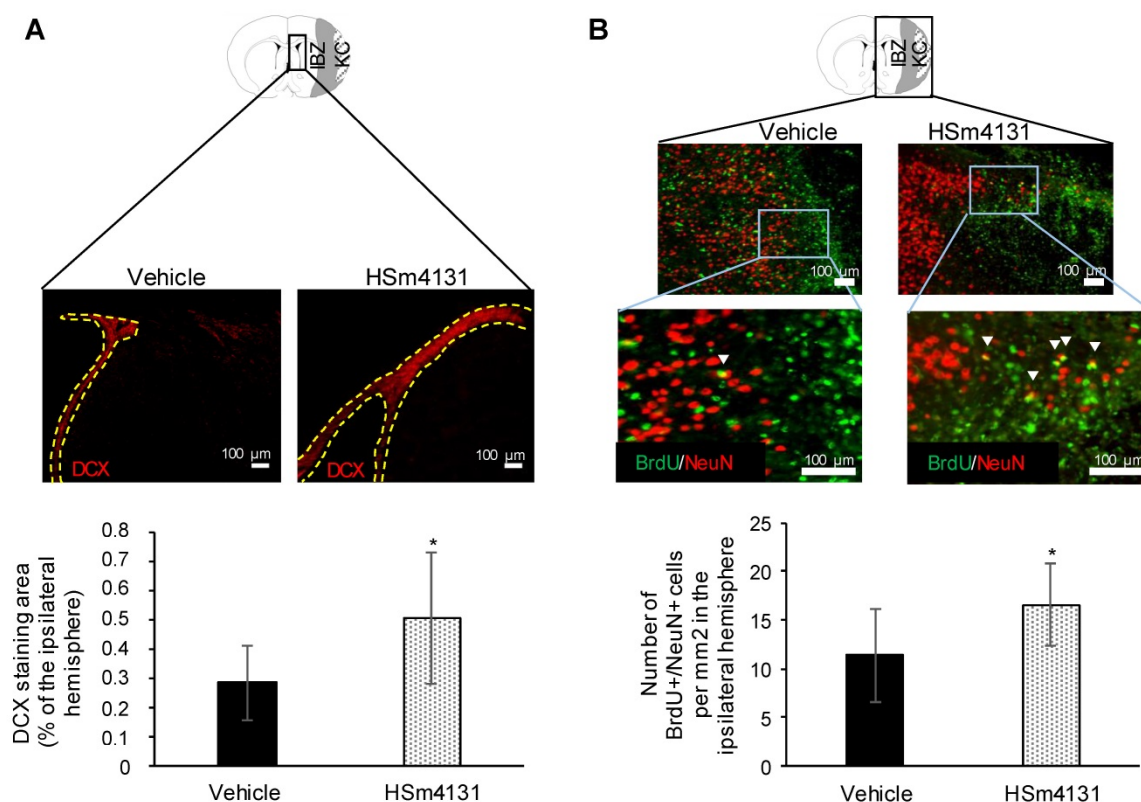 A
IBZ
KC
Vehicle
HSm4131
DCX
100 µm
DCX
100 µm
0.8
0.7
0.6
0.5
0.4
0.3
0.2
0.1
0
DCX staining area
(% of the ipsilateral
hemisphere)
*
Vehicle
HSm4131
B
IBZ
KC
Vehicle
HSm4131
100 µm
100 µm
BrdU/NeuN
100 µm
BrdU/NeuN
100 µm
25
20
15
10
5
0
Number of
BrdU+/NeuN+ cells
per mm2 in the
ipsilateral hemisphere
*
Vehicle
HSm4131